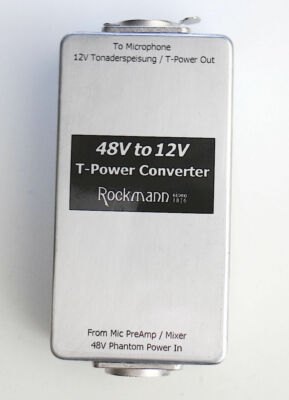 To Microphone
12V Tonaderspeisung / T-Power Out
48V to 12V
T-Power Converter
Rockmann
From Mic PreAmp / Mixer
48V Phantom Power In